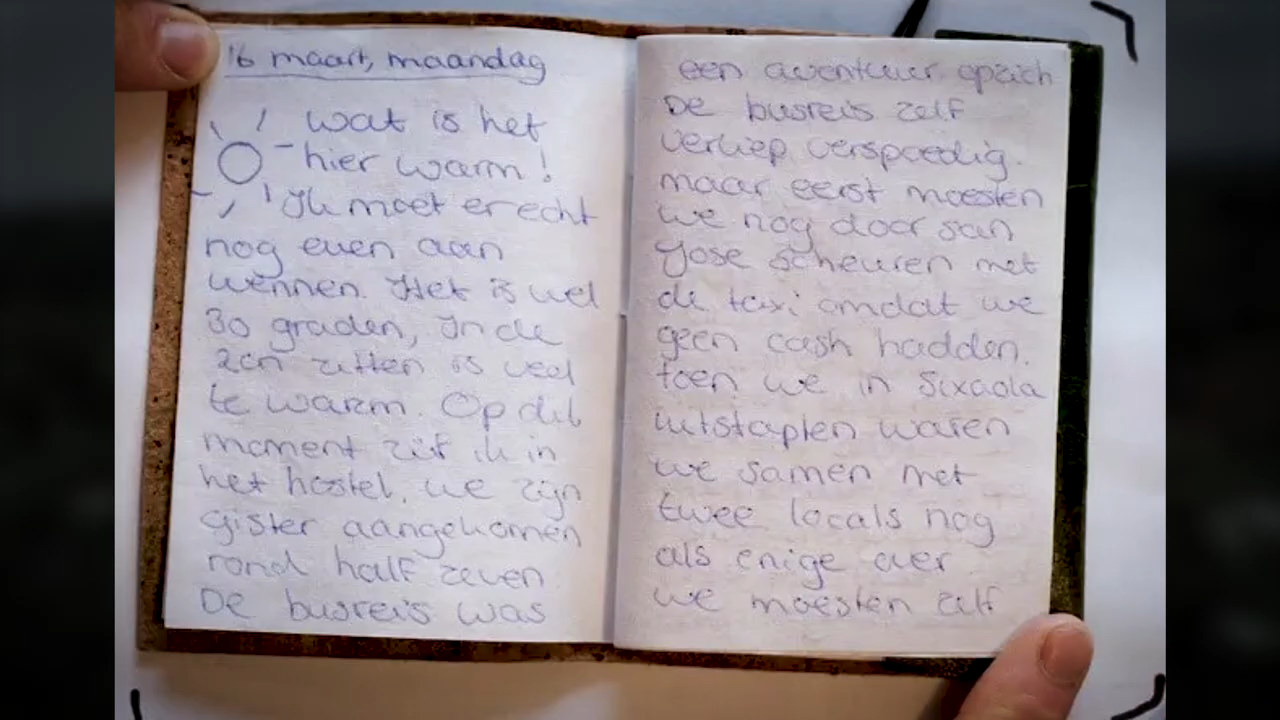 16 maart, maandag
Wat is het
hier warm!
Ik moet er echt
nog even aan
wennen. Het is wel
30 graden, In de
zon zitten is veel
te warm. Op dit
moment zit ik in
het hostel, we zijn
gister aangekomen
rond half zeven
De busreis was
een avontuur opzich
De busreis zelf
verliep verspoedig.
maar eerst moesten
we nog door san
Jose scheuren met
de taxi omdat we
geen cash hadden.
toen we in Sixaola
uitstapten waren
we samen met
twee locals nog
als enige over
we moesten zelf